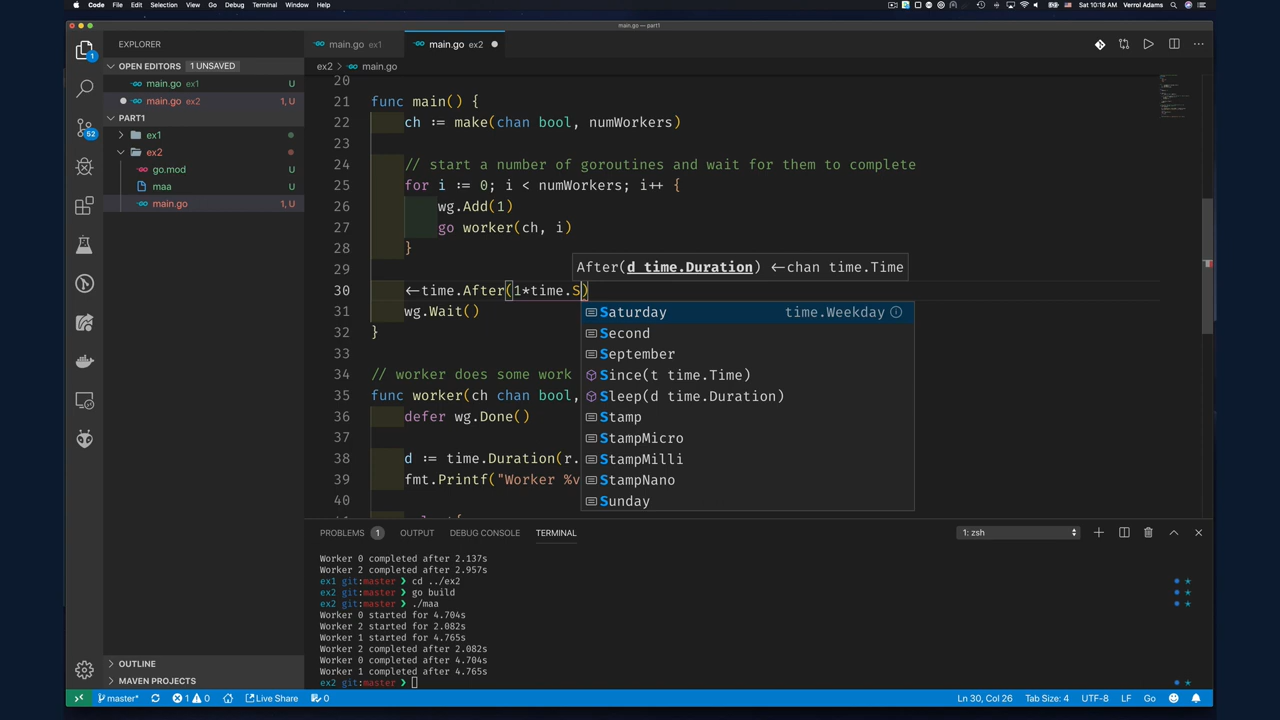 Code File Edit Selection View Go Debug Terminal Window Help
Sat 10:18 AM Verrol Adams
main.go — part1
EXPLORER
OPEN EDITORS 1 UNSAVED
main.go ex1 U
main.go ex2 1, U
PART1
ex1
ex2
go.mod U
maa U
main.go 1, U
OUTLINE
MAVEN PROJECTS
1
52
main.go ex1
main.go ex2
ex2 > main.go
20
21 func main() {
22 ch := make(chan bool, numWorkers)
23
24 // start a number of goroutines and wait for them to complete
25 for i := 0; i < numWorkers; i++ {
26 wg.Add(1)
27 go worker(ch, i)
28 }
After(d time.Duration) <-chan time.Time
29
30 <-time.After(1*time.S)
31 wg.Wait()
32 }
33
34 // worker does some work
35 func worker(ch chan bool,
36 defer wg.Done()
37
38 d := time.Duration(r.
39 fmt.Printf("Worker %v
40
Saturday time.Weekday
Second
September
Since(t time.Time)
Sleep(d time.Duration)
Stamp
StampMicro
StampMilli
StampNano
Sunday
PROBLEMS 1 OUTPUT DEBUG CONSOLE TERMINAL 1: zsh
Worker 0 completed after 2.137s
Worker 2 completed after 2.957s
ex1 git:master ❯ cd ../ex2
ex2 git:master ❯ go build
ex2 git:master ❯ ./maa
Worker 0 started for 4.704s
Worker 2 started for 2.082s
Worker 1 started for 4.765s
Worker 2 completed after 2.082s
Worker 0 completed after 4.704s
Worker 1 completed after 4.765s
ex2 git:master ❯
master* 1 0 Live Share 0 Ln 30, Col 26 Tab Size: 4 UTF-8 LF Go